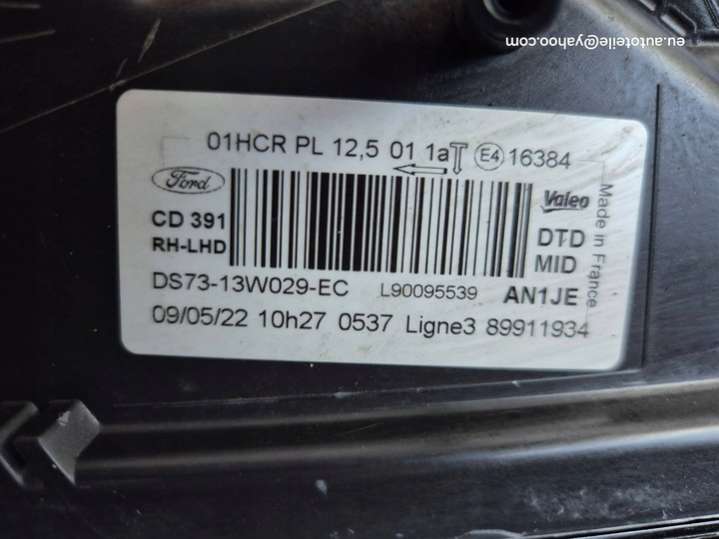 eu.autoteile@yahoo.com
01HCR PL 12,5 01 1a E4 16384
Ford
Valeo
Made in France
CD 391
RH-LHD
DTD
MID
DS73-13W029-EC L90095539 AN1JE
09/05/22 10h27 0537 Ligne3 89911934